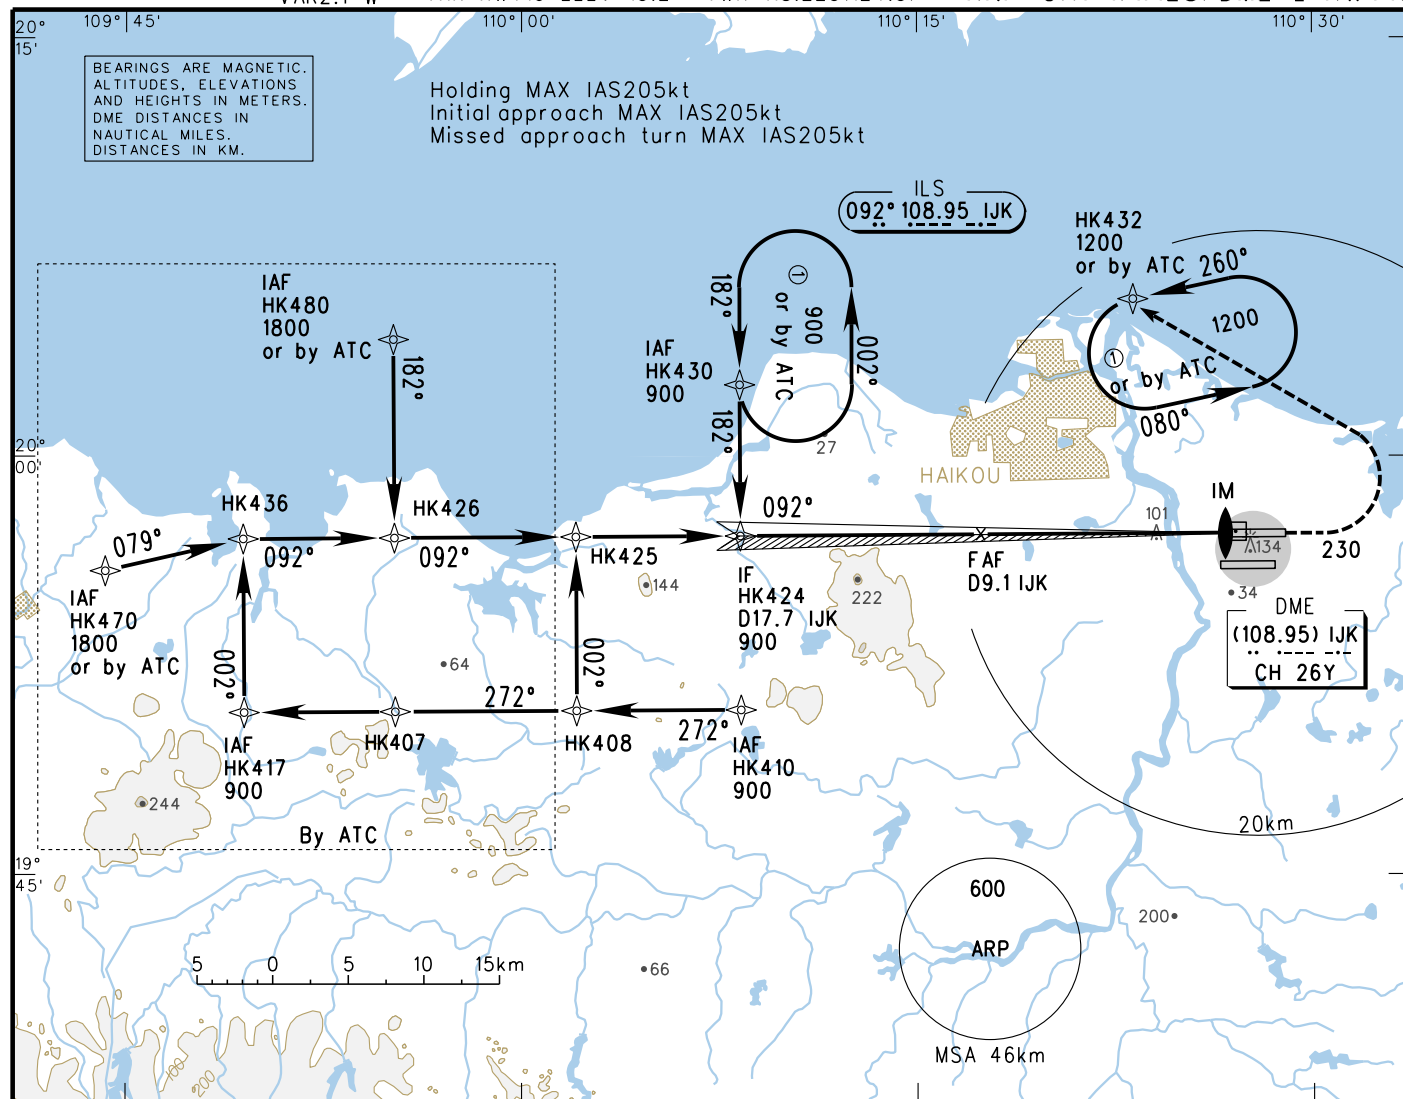 109° 45'
110° 00'
110° 15'
110° 30'
20°
15'
BEARINGS ARE MAGNETIC.
ALTITUDES, ELEVATIONS
AND HEIGHTS IN METERS.
DME DISTANCES IN
NAUTICAL MILES.
DISTANCES IN KM.
Holding MAX IAS205kt
Initial approach MAX IAS205kt
Missed approach turn MAX IAS205kt
ILS
092° 108.95 IJK
HK432
1200
or by ATC
260°
1200
①
or by ATC
080°
IAF
HK480
1800
or by ATC
182°
IAF
HK430
900
182°
①
900
or by ATC
002°
182°
27
HAIKOU
20°
00'
HK436
HK426
079°
092°
092°
HK425
092°
IM
101
134
230
FAF
D9.1 IJK
34
IAF
HK470
1800
or by ATC
144
IF
HK424
D17.7 IJK
900
222
DME
(108.95) IJK
CH 26Y
002°
64
002°
272°
272°
IAF
HK417
900
HK407
HK408
IAF
HK410
900
244
By ATC
20km
19°
45'
600
ARP
MSA 46km
200
66
5 0 5 10 15km
100
200